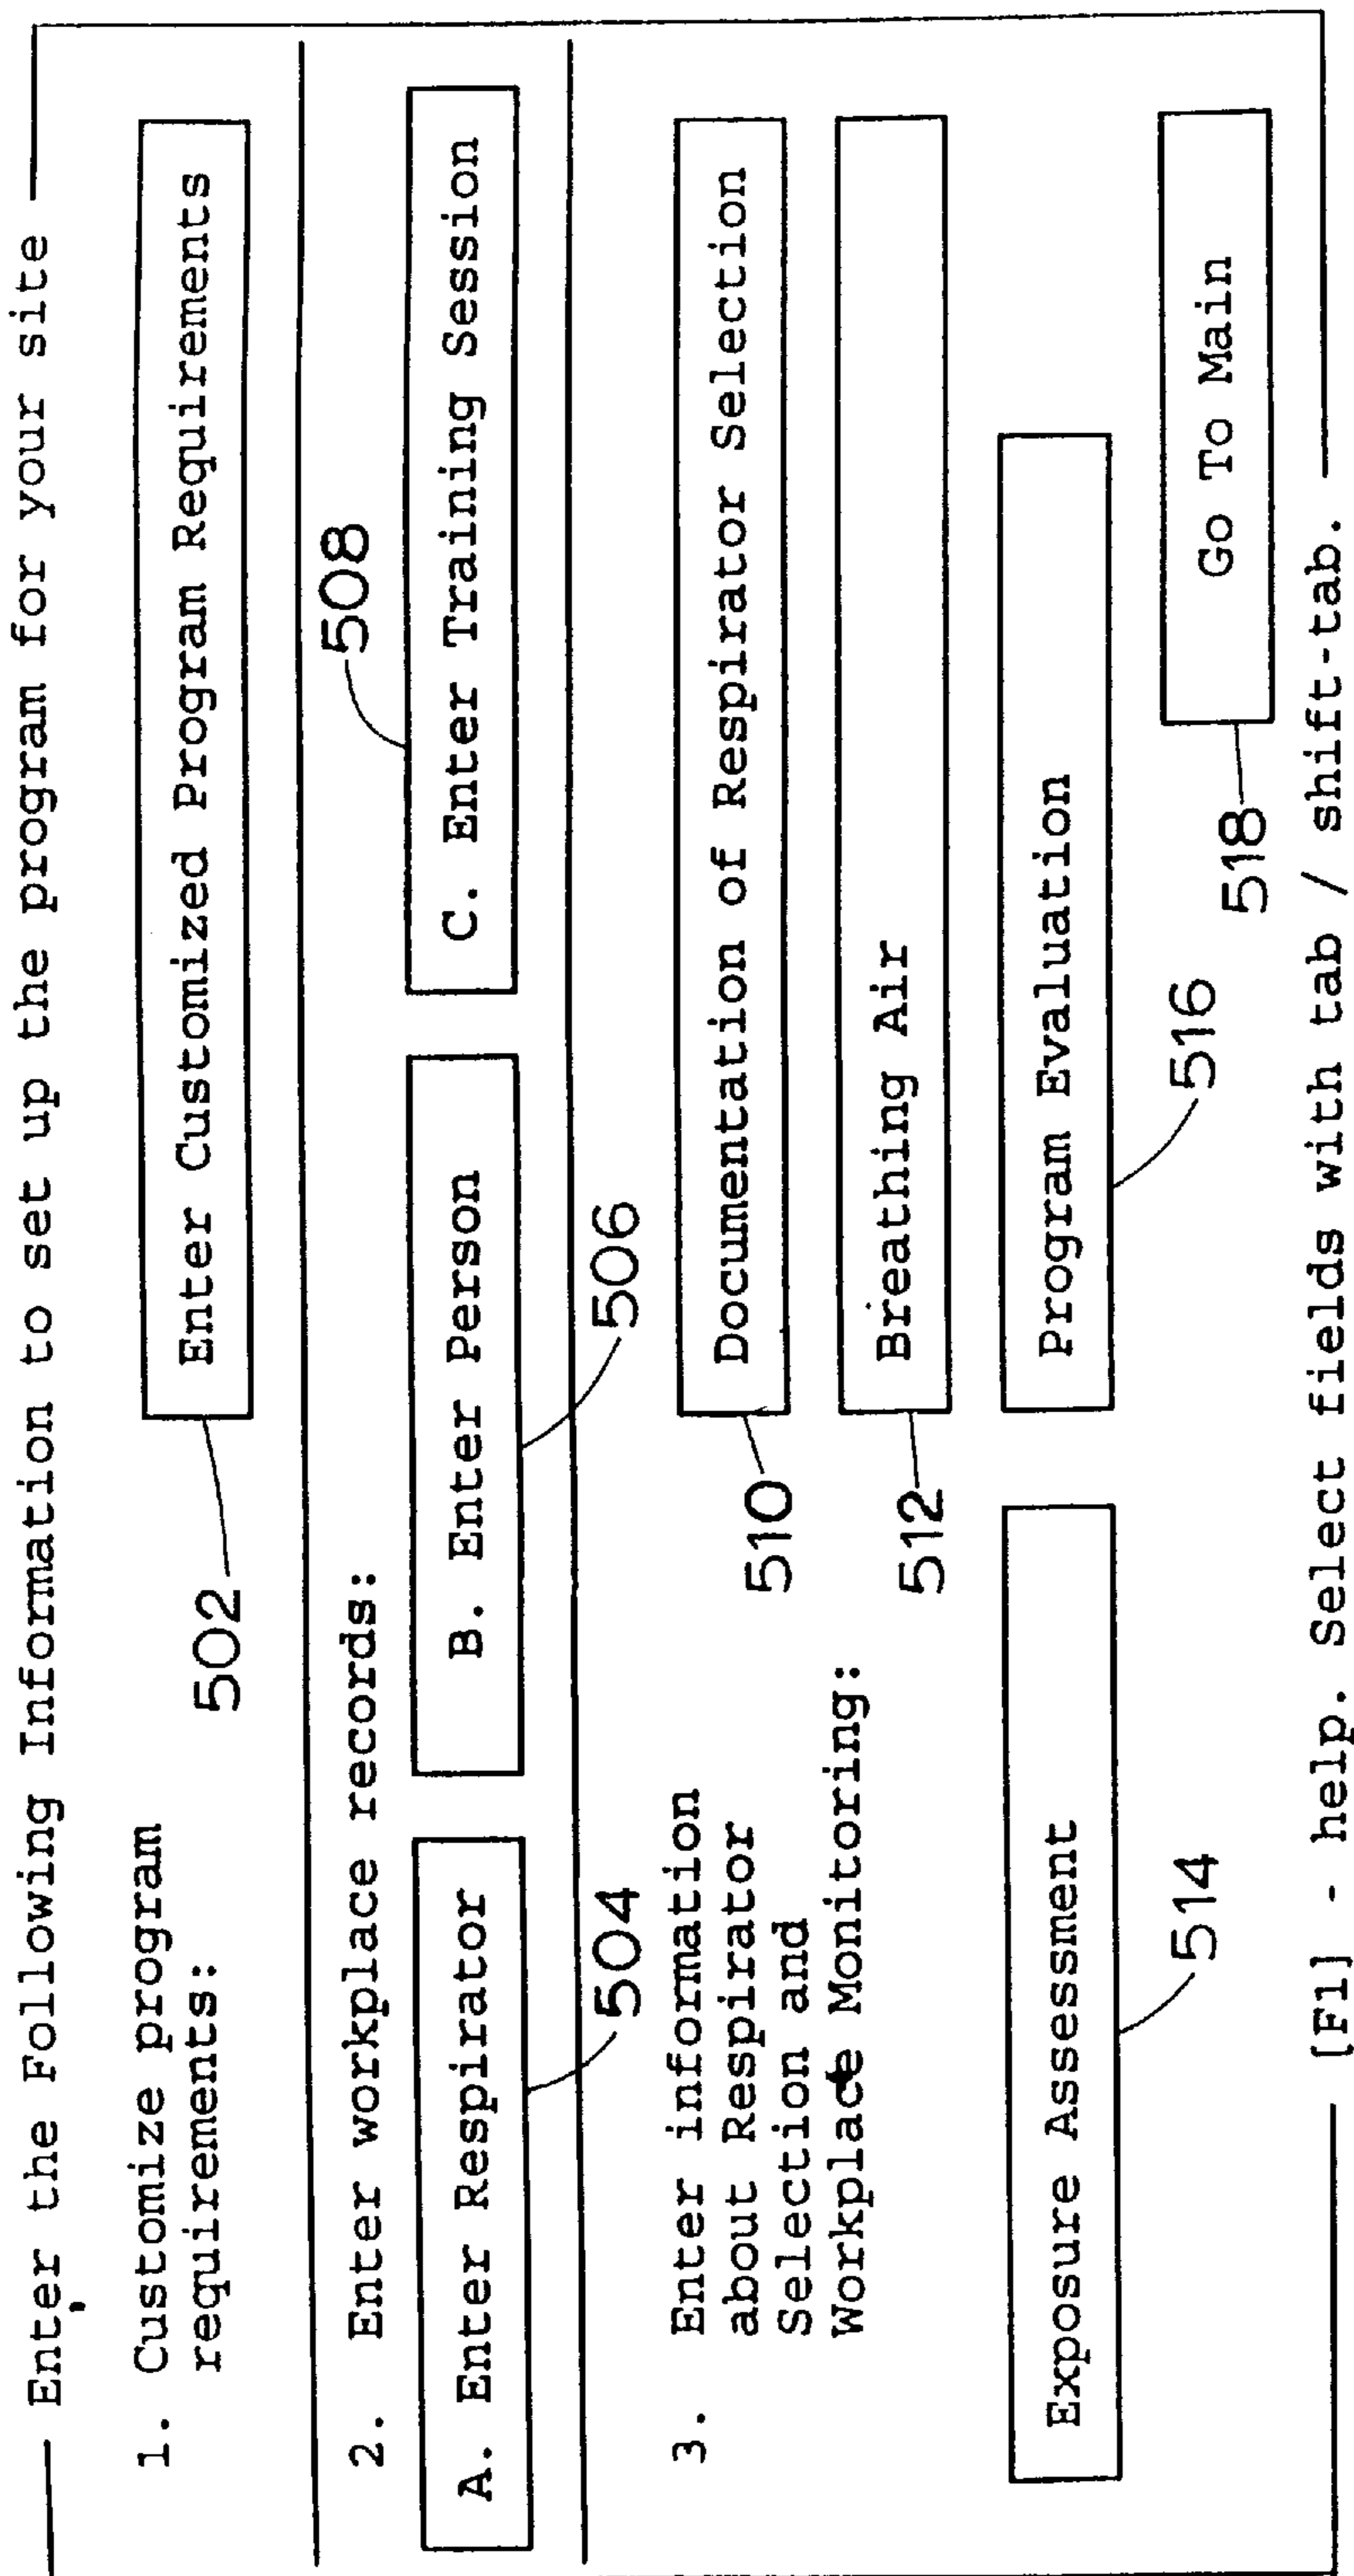 Enter the Following Information to set up the program for your site
1. Customize program
requirements:
Enter Customized Program Requirements
502
2. Enter workplace records:
508
A. Enter Respirator
B. Enter Person
C. Enter Training Session
504
506
3. Enter information
about Respirator
Selection and
Workplace Monitoring:
510
Documentation of Respirator Selection
512
Breathing Air
Exposure Assessment
Program Evaluation
514
516
518
Go To Main
[F1] - help. Select fields with tab / shift-tab.